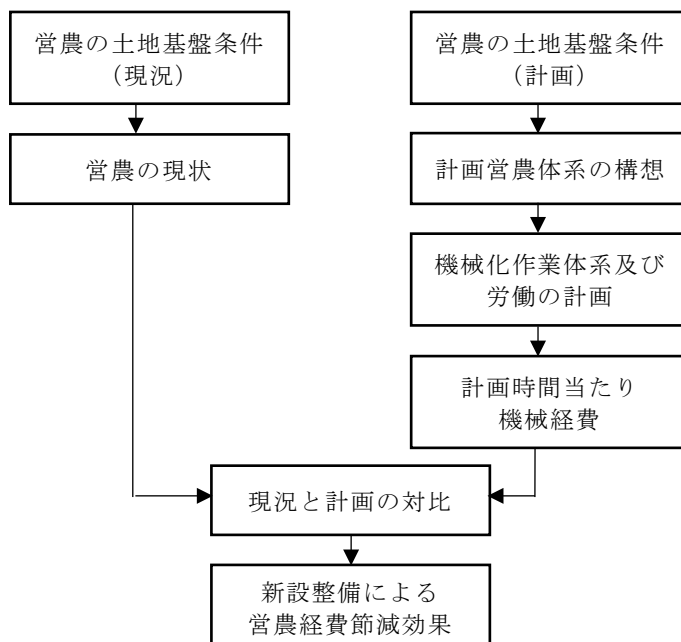 営農の土地基盤条件
（現況）
営農の現状
営農の土地基盤条件
（計画）
計画営農体系の構想
機械化作業体系及び
労働の計画
計画時間当たり
機械経費
現況と計画の対比
新設整備による
営農経費節減効果